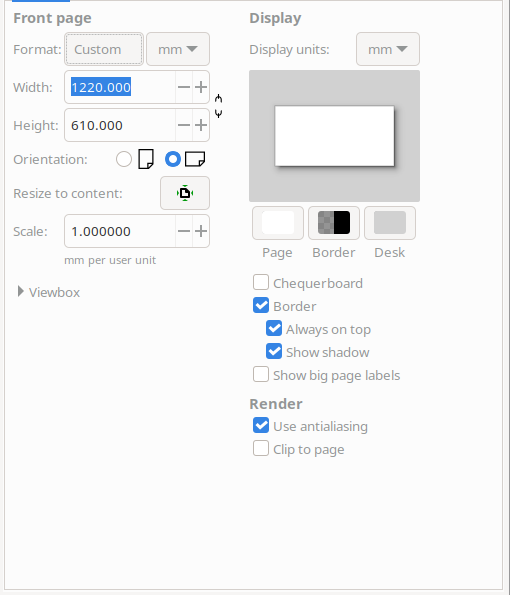 Front page
Format: Custom mm
Width: 1220.000
Height: 610.000
Orientation:
Resize to content:
Scale: 1.000000
mm per user unit
Viewbox
Display
Display units: mm
Page Border Desk
Chequerboard
Border
Always on top
Show shadow
Show big page labels
Render
Use antialiasing
Clip to page